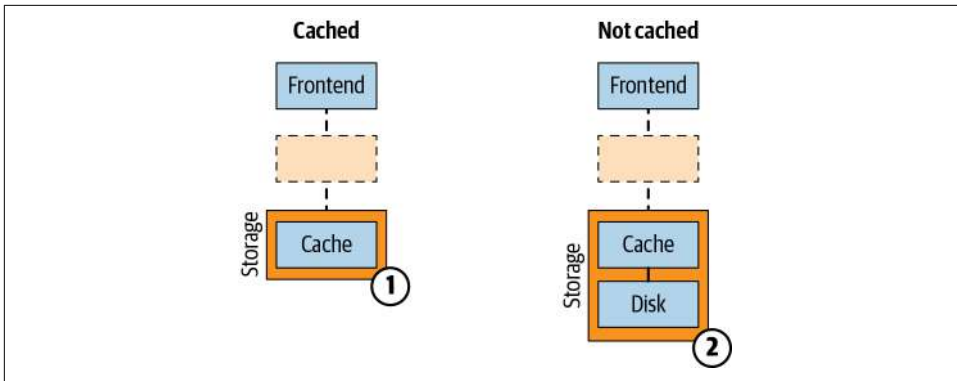 Cached
Frontend
Storage
Cache
1
Not cached
Frontend
Storage
Cache
Disk
2